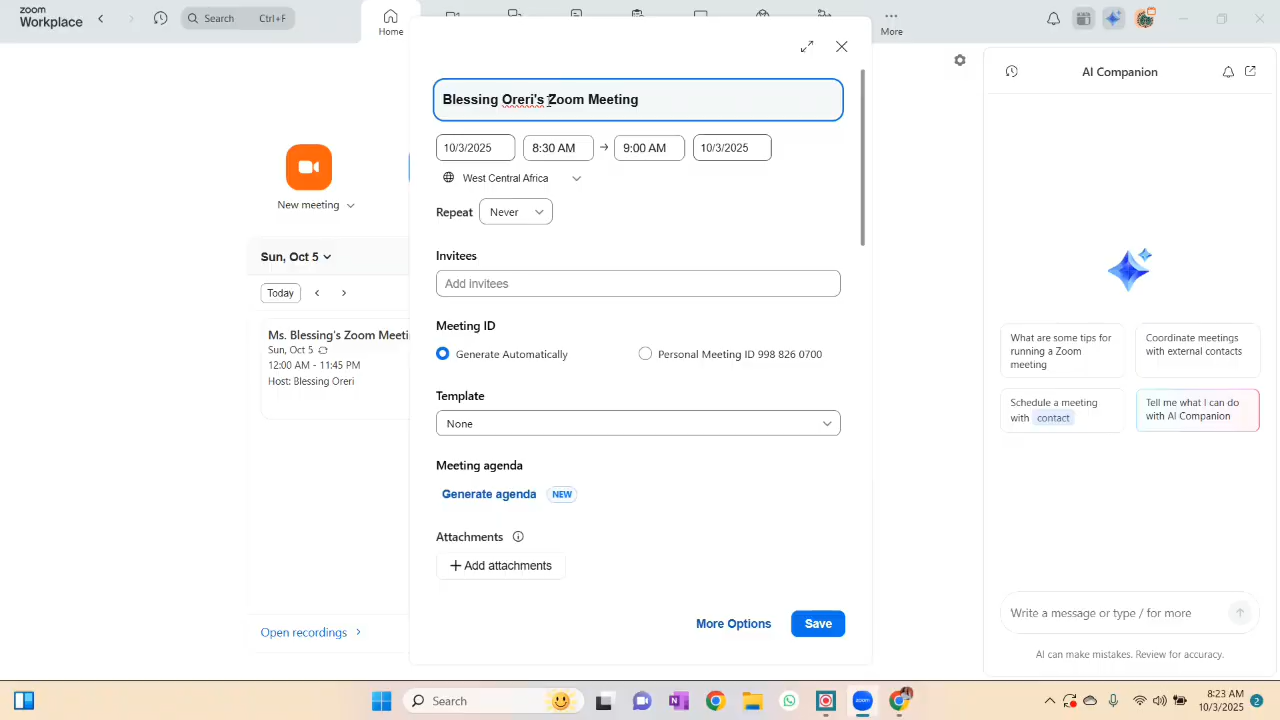 zoom
Workplace
Search
Ctrl+F
Home
More
AI Companion
Blessing Oreri's Zoom Meeting
10/3/2025
8:30 AM
→
9:00 AM
10/3/2025
West Central Africa
Repeat
Never
New meeting
Invitees
Add invitees
Sun, Oct 5
Today
Meeting ID
Generate Automatically
Personal Meeting ID 998 826 0700
Ms. Blessing's Zoom Meeti
Sun, Oct 5
12:00 AM - 11:45 PM
Host: Blessing Oreri
Template
None
Meeting agenda
Generate agenda
NEW
Attachments
+ Add attachments
More Options
Save
Open recordings
What are some tips for
running a Zoom
meeting
Coordinate meetings
with external contacts
Schedule a meeting
with contact
Tell me what I can do
with AI Companion
Write a message or type / for more
AI can make mistakes. Review for accuracy.
Search
zoom
8:23 AM
10/3/2025
2